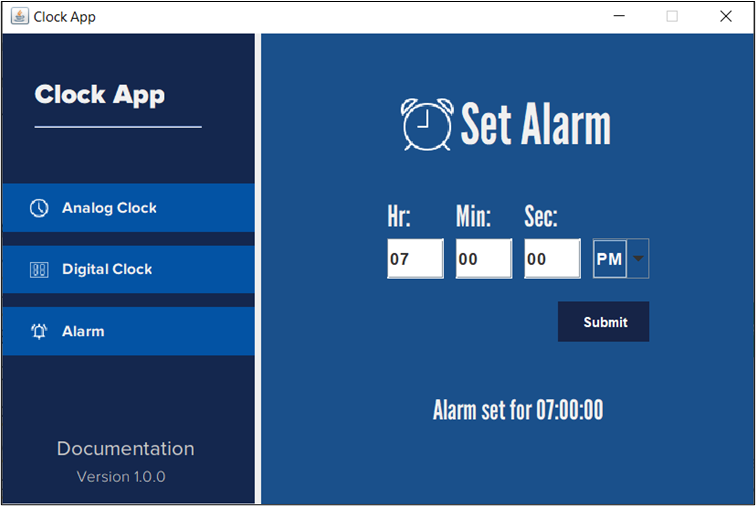 Clock App
Clock App
Analog Clock
Digital Clock
Alarm
Documentation
Version 1.0.0
Set Alarm
Hr: Min: Sec:
07 00 00 PM
Submit
Alarm set for 07:00:00